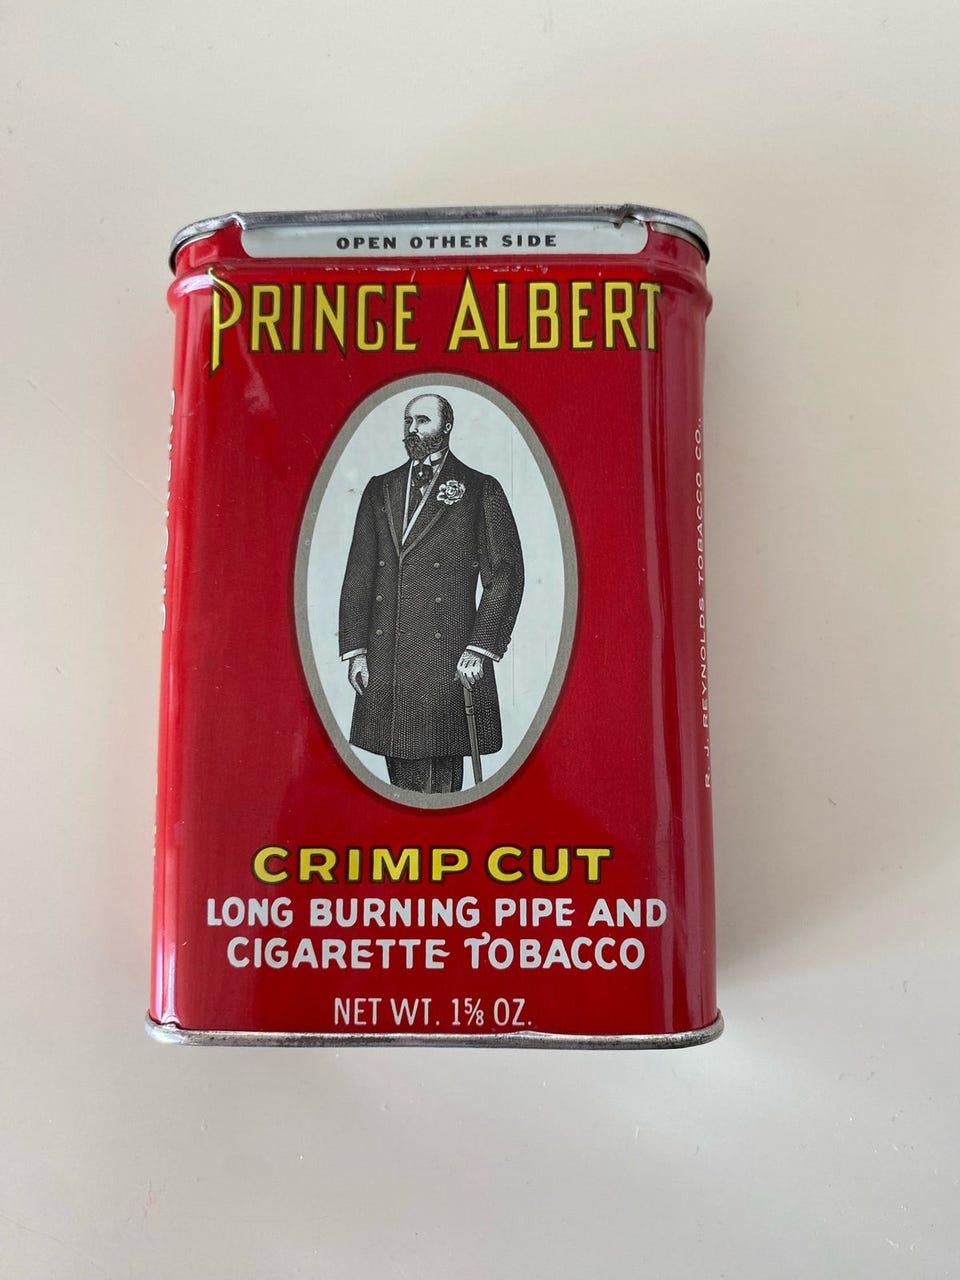 OPEN OTHER SIDE
PRINCE ALBERT
CRIMP CUT
LONG BURNING PIPE AND
CIGARETTE TOBACCO
NET WT. 1⅝ OZ.
R. J. REYNOLDS TOBACCO CO.,